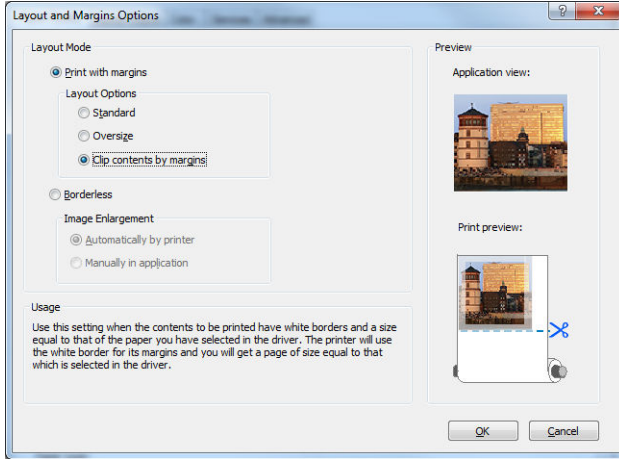 Layout and Margins Options
Layout Mode
Print with margins
Layout Options
Standard
Oversize
Clip contents by margins
Borderless
Image Enlargement
Automatically by printer
Manually in application
Usage
Use this setting when the contents to be printed have white borders and a size
equal to that of the paper you have selected in the driver. The printer will use
the white border for its margins and you will get a page of size equal to that
which is selected in the driver.
Preview
Application view:
Print preview:
OK
Cancel